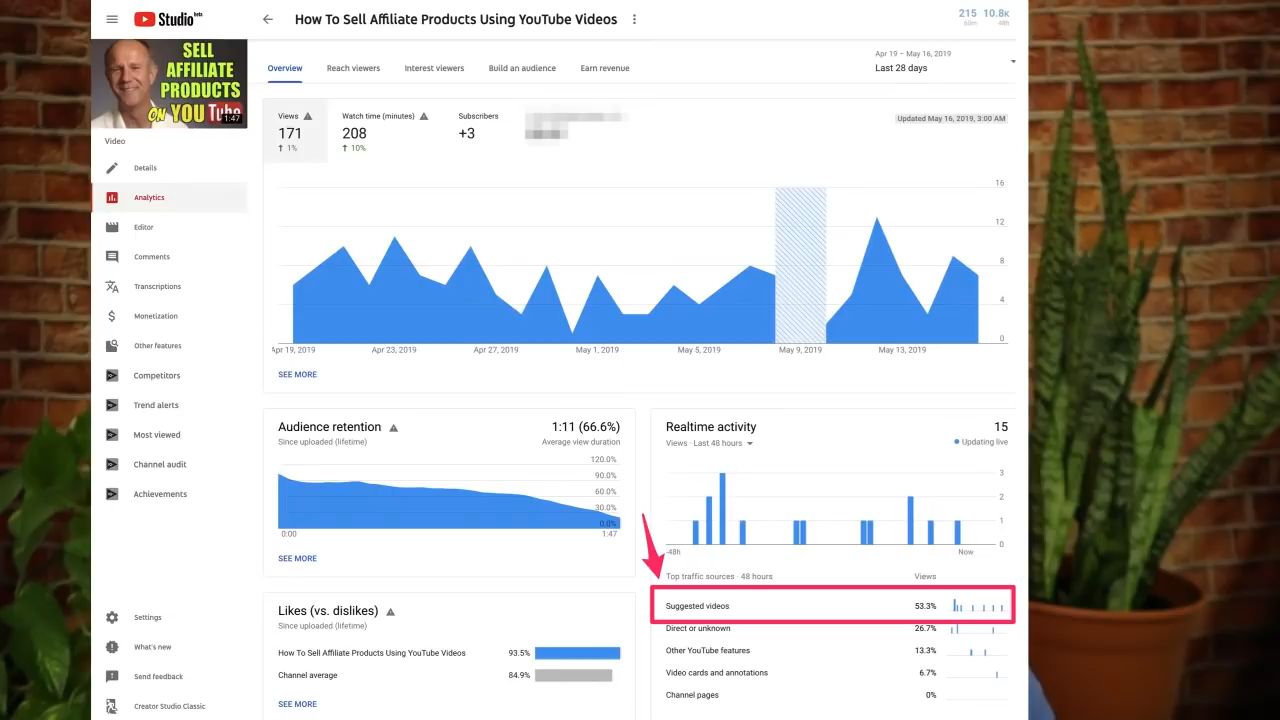 Studio beta
How To Sell Affiliate Products Using YouTube Videos
215 10.8K
60m 48h
SELL
AFFILIATE
PRODUCTS
ON YOU Tube
1:47
Video
Details
Analytics
Editor
Comments
Transcriptions
Monetization
Other features
Competitors
Trend alerts
Most viewed
Channel audit
Achievements
Settings
What's new
Send feedback
Creator Studio Classic
Overview Reach viewers Interest viewers Build an audience Earn revenue
Apr 19 – May 16, 2019
Last 28 days
Views Watch time (minutes) Subscribers
171 208 +3
1% 10%
Updated May 16, 2019, 3:00 AM
16
12
8
4
0
Apr 19, 2019 Apr 23, 2019 Apr 27, 2019 May 1, 2019 May 5, 2019 May 9, 2019 May 13, 2019
SEE MORE
Audience retention 1:11 (66.6%)
Since uploaded (lifetime) Average view duration
120.0%
90.0%
60.0%
30.0%
0.0%
0:00 1:47
SEE MORE
Likes (vs. dislikes)
Since uploaded (lifetime)
How To Sell Affiliate Products Using YouTube Videos 93.5%
Channel average 84.9%
SEE MORE
Realtime activity 15
Views · Last 48 hours Updating live
3
2
1
0
-48h Now
Top traffic sources · 48 hours Views
Suggested videos 53.3%
Direct or unknown 26.7%
Other YouTube features 13.3%
Video cards and annotations 6.7%
Channel pages 0%